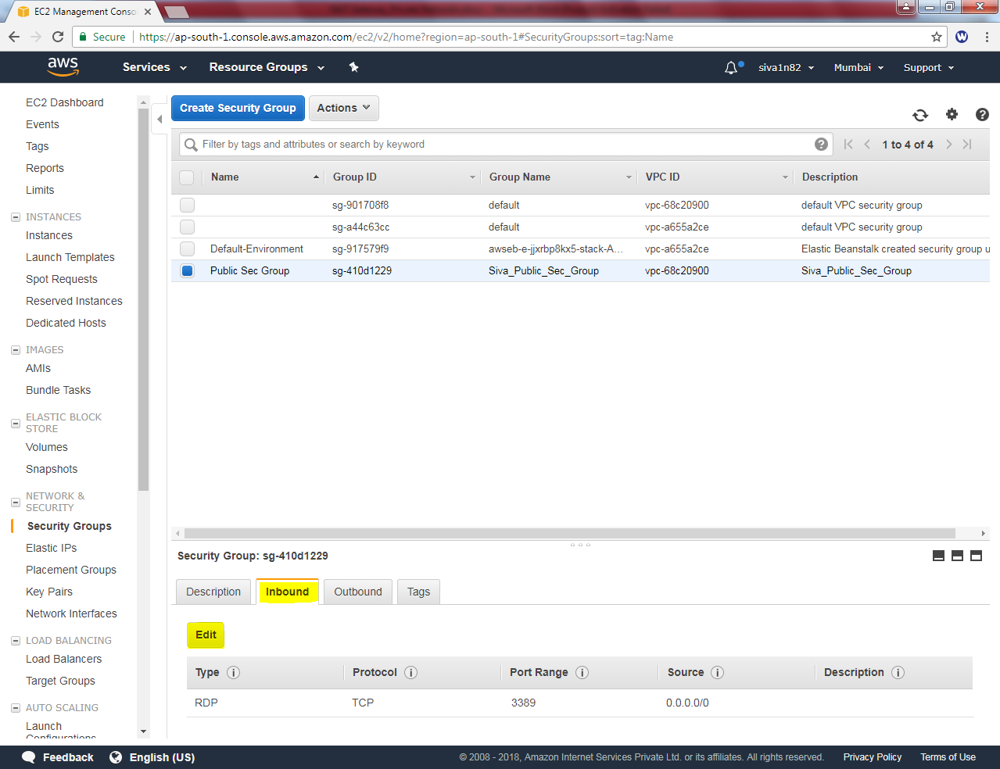 EC2 Management Conso
Secure https://ap-south-1.console.aws.amazon.com/ec2/v2/home?region=ap-south-1#SecurityGroups:sort=tag:Name
W
aws Services Resource Groups siva1n82 Mumbai Support
EC2 Dashboard
Events
Tags
Reports
Limits
INSTANCES
Instances
Launch Templates
Spot Requests
Reserved Instances
Dedicated Hosts
IMAGES
AMIs
Bundle Tasks
ELASTIC BLOCK
STORE
Volumes
Snapshots
NETWORK &
SECURITY
Security Groups
Elastic IPs
Placement Groups
Key Pairs
Network Interfaces
LOAD BALANCING
Load Balancers
Target Groups
AUTO SCALING
Launch
Configurations
Create Security Group Actions
Filter by tags and attributes or search by keyword 1 to 4 of 4
Name Group ID Group Name VPC ID Description
sg-901708f8 default vpc-68c20900 default VPC security group
sg-a44c63cc default vpc-a655a2ce default VPC security group
Default-Environment sg-917579f9 awseb-e-jjxrbp8kx5-stack-A... vpc-a655a2ce Elastic Beanstalk created security group u
Public Sec Group sg-410d1229 Siva_Public_Sec_Group vpc-68c20900 Siva_Public_Sec_Group
Security Group: sg-410d1229
Description Inbound Outbound Tags
Edit
Type Protocol Port Range Source Description
RDP TCP 3389 0.0.0.0/0
Feedback English (US) © 2008 - 2018, Amazon Internet Services Private Ltd. or its affiliates. All rights reserved. Privacy Policy Terms of Use